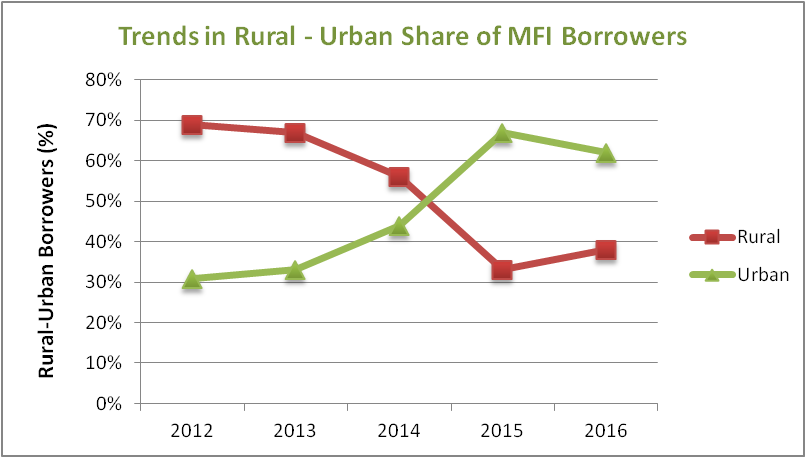 Trends in Rural - Urban Share of MFI Borrowers
Rural-Urban Borrowers (%)
80%
70%
60%
50%
40%
30%
20%
10%
0%
2012 2013 2014 2015 2016
Rural
Urban